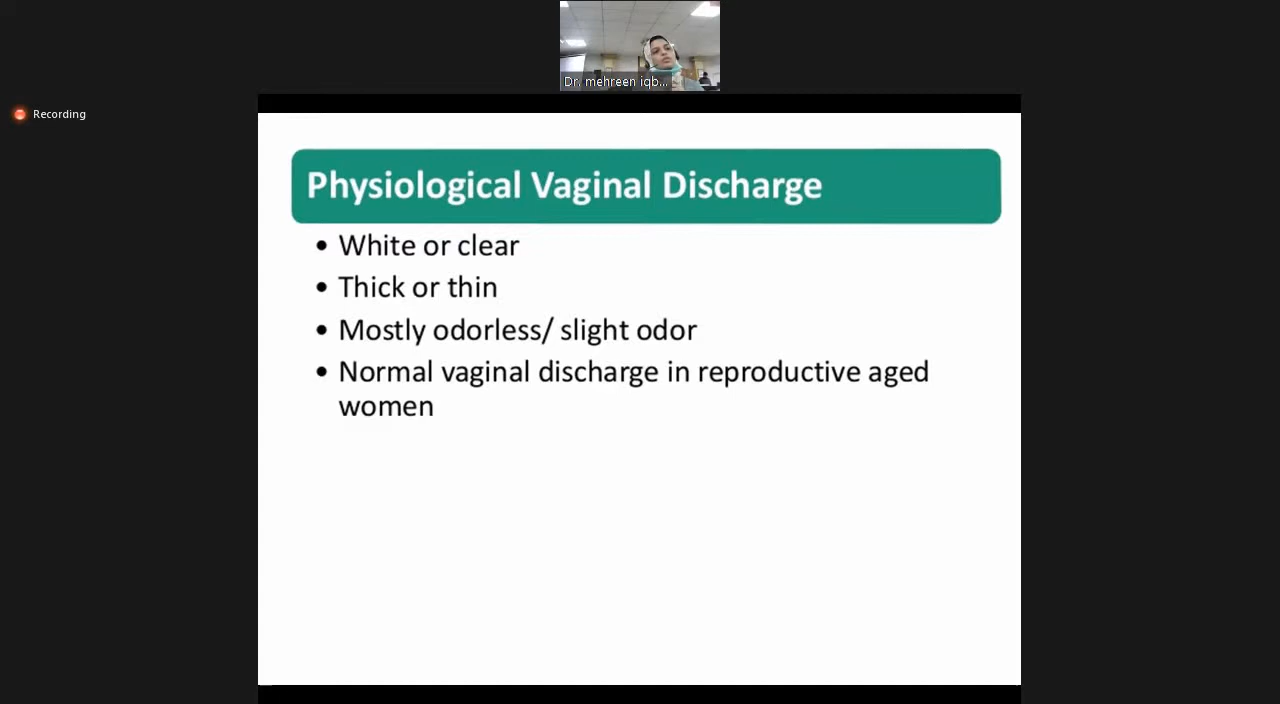 Dr. mehreen iqb...
Recording
Physiological Vaginal Discharge
• White or clear
• Thick or thin
• Mostly odorless/ slight odor
• Normal vaginal discharge in reproductive aged
women